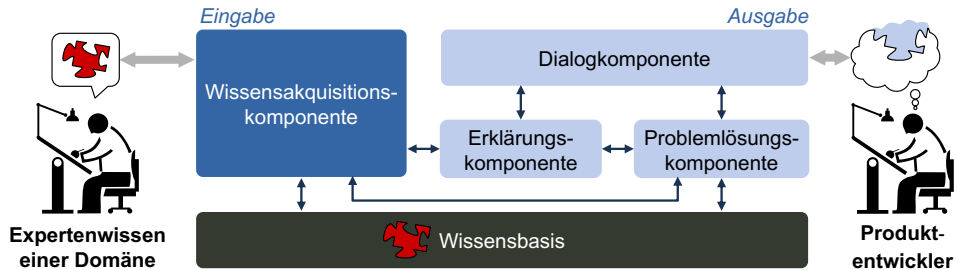 Eingabe
Ausgabe
Wissensakquisitions-
komponente
Dialogkomponente
Erklärungs-
komponente
Problemlösungs-
komponente
Wissensbasis
Expertenwissen
einer Domäne
Produkt-
entwickler